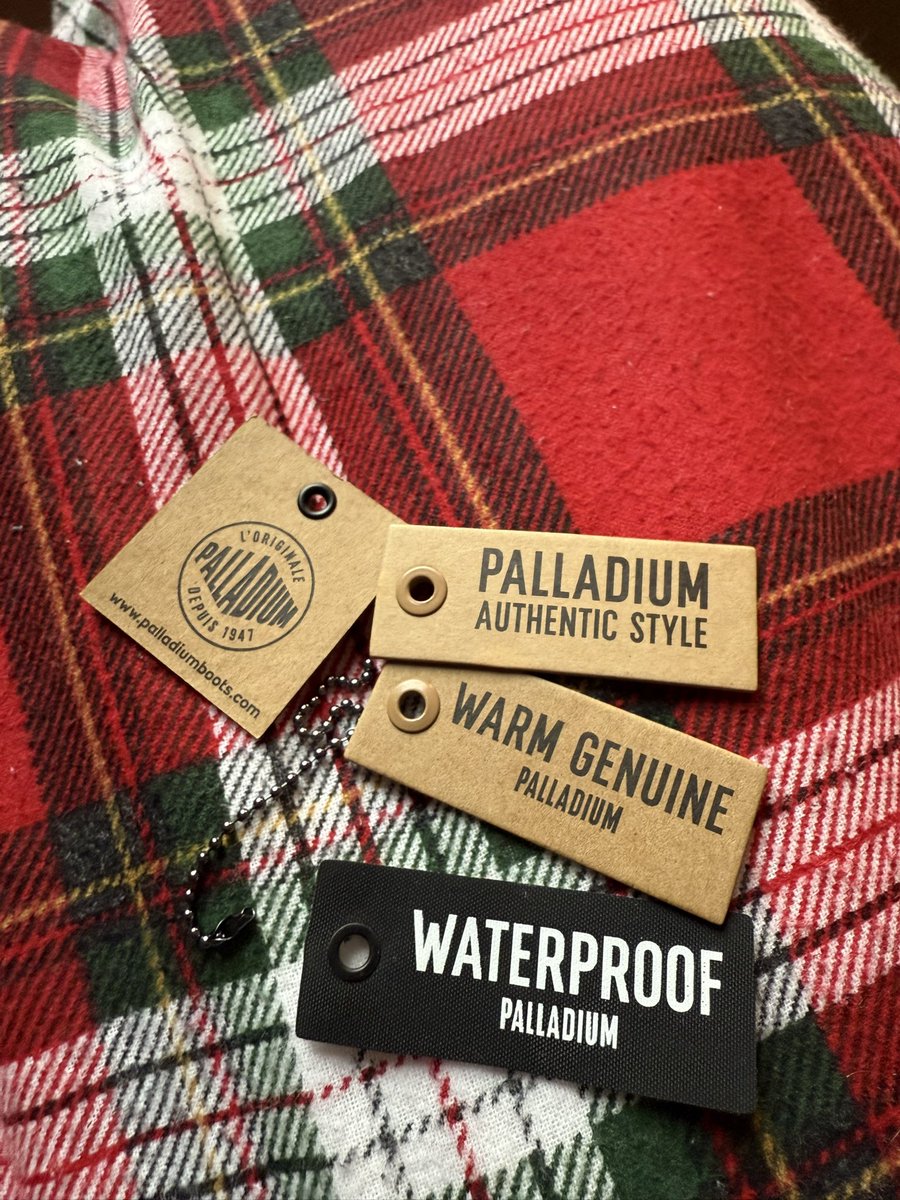 L'ORIGINALE
PALLADIUM
DEPUIS 1947
www.palladiumboots.com
PALLADIUM
AUTHENTIC STYLE
WARM GENUINE
PALLADIUM
WATERPROOF
PALLADIUM